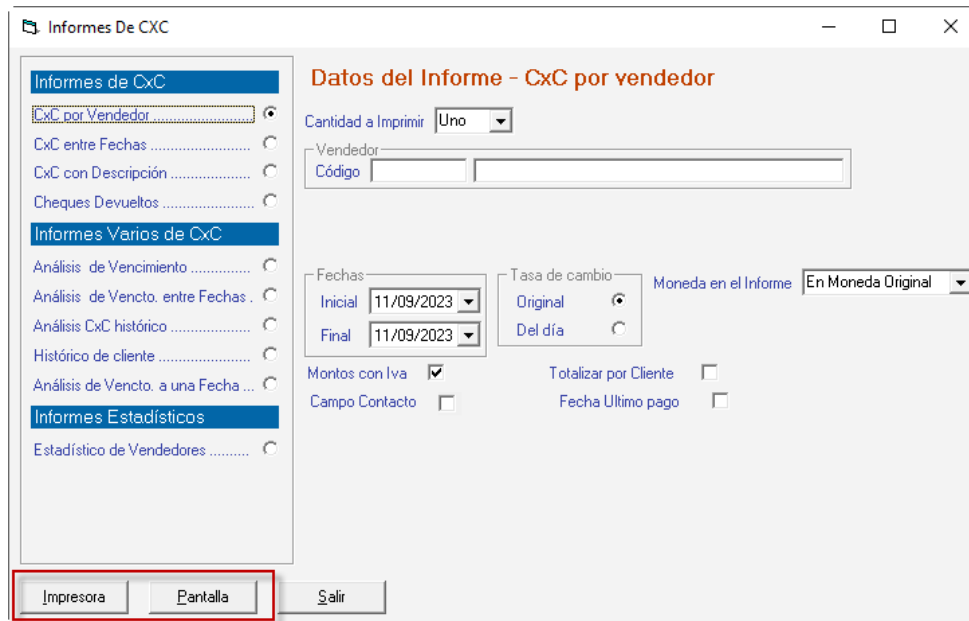 Informes De CXC
Informes de CxC
CxC por Vendedor ........................
CxC entre Fechas ........................
CxC con Descripción ...................
Cheques Devueltos ......................
Informes Varios de CxC
Análisis de Vencimiento ..............
Análisis de Vencto. entre Fechas .
Análisis CxC histórico ...................
Histórico de cliente ......................
Análisis de Vencto. a una Fecha ...
Informes Estadísticos
Estadístico de Vendedores ..........
Datos del Informe - CxC por vendedor
Cantidad a Imprimir Uno
Vendedor
Código
Fechas
Inicial 11/09/2023
Final 11/09/2023
Tasa de cambio
Original
Del día
Moneda en el Informe En Moneda Original
Montos con Iva Totalizar por Cliente
Campo Contacto Fecha Ultimo pago
Impresora Pantalla Salir